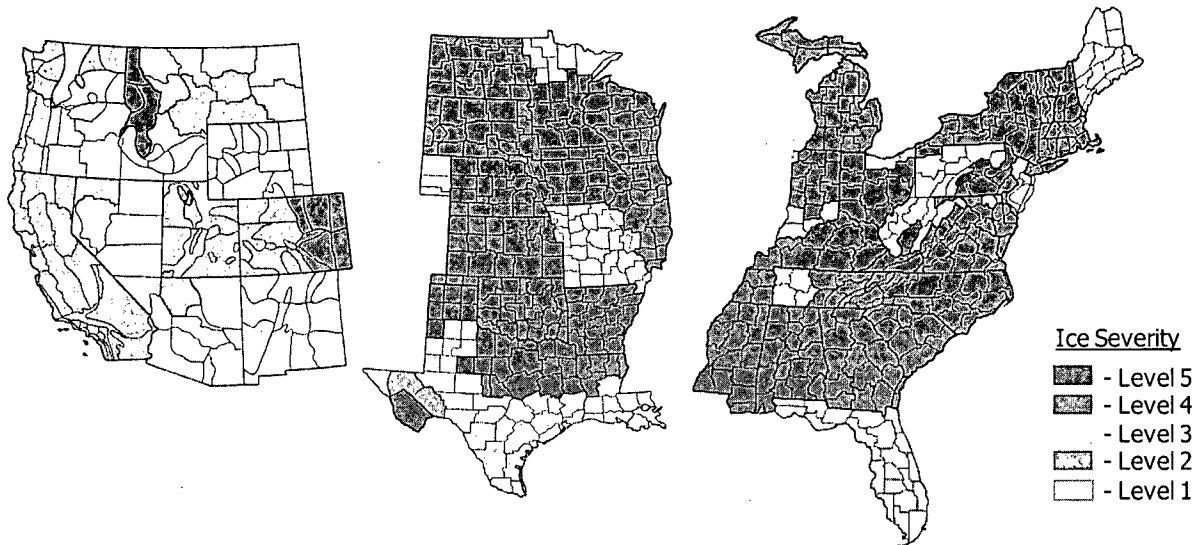 Ice Severity
- Level 5
- Level 4
- Level 3
- Level 2
- Level 1